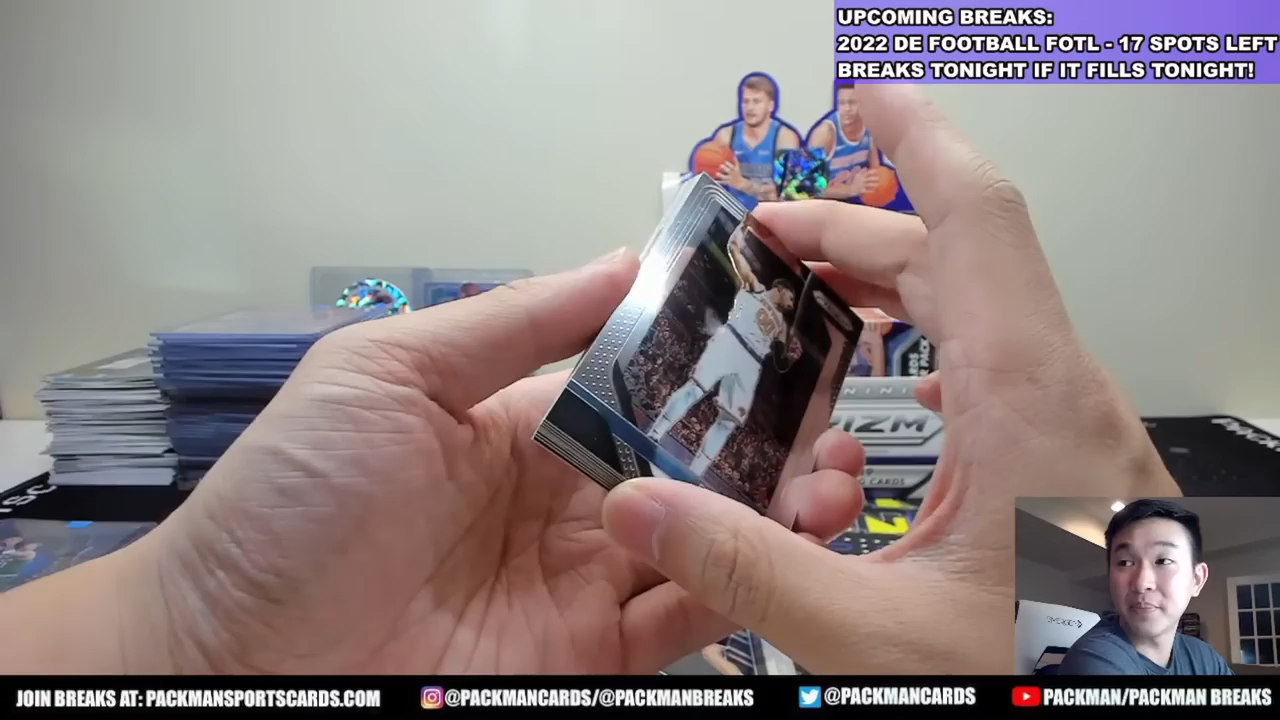 UPCOMING BREAKS:
2022 DE FOOTBALL FOTL - 17 SPOTS LEFT
BREAKS TONIGHT IF IT FILLS TONIGHT!
JOIN BREAKS AT: PACKMANSPORTSCARDS.COM
@PACKMANCARDS/@PACKMANBREAKS
@PACKMANCARDS
PACKMAN/PACKMAN BREAKS